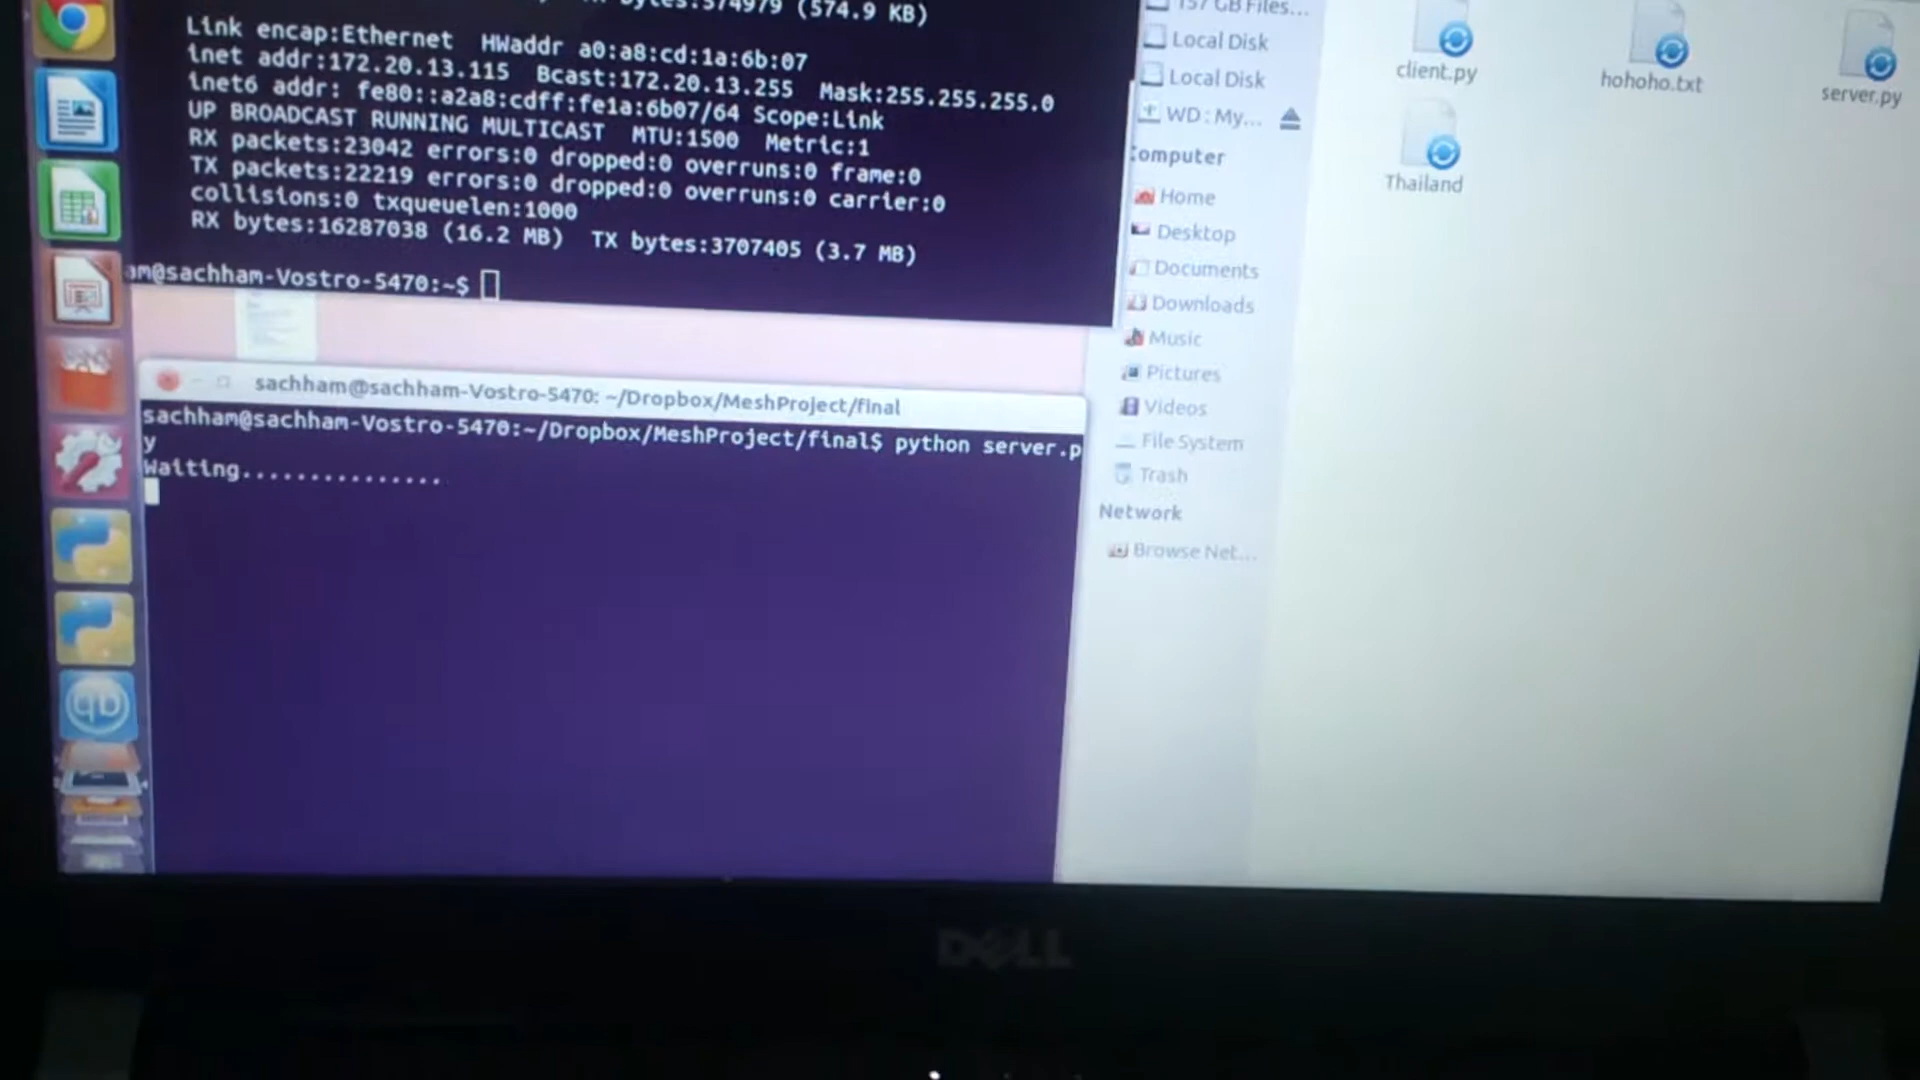 bytes:574979 (574.9 KB)
Link encap:Ethernet HWaddr a0:a8:cd:1a:6b:07
inet addr:172.20.13.115 Bcast:172.20.13.255 Mask:255.255.255.0
inet6 addr: fe80::a2a8:cdff:fe1a:6b07/64 Scope:Link
UP BROADCAST RUNNING MULTICAST MTU:1500 Metric:1
RX packets:23042 errors:0 dropped:0 overruns:0 frame:0
TX packets:22219 errors:0 dropped:0 overruns:0 carrier:0
collisions:0 txqueuelen:1000
RX bytes:16287038 (16.2 MB) TX bytes:3707405 (3.7 MB)
am@sachham-Vostro-5470:~$
sachham@sachham-Vostro-5470: ~/Dropbox/MeshProject/final
sachham@sachham-Vostro-5470:~/Dropbox/MeshProject/final$ python server.p
y
Waiting...............
157 GB Files...
Local Disk
Local Disk
WD : My...
Computer
Home
Desktop
Documents
Downloads
Music
Pictures
Videos
File System
Trash
Network
Browse Net...
client.py
hohoho.txt
server.py
Thailand
qb
DELL